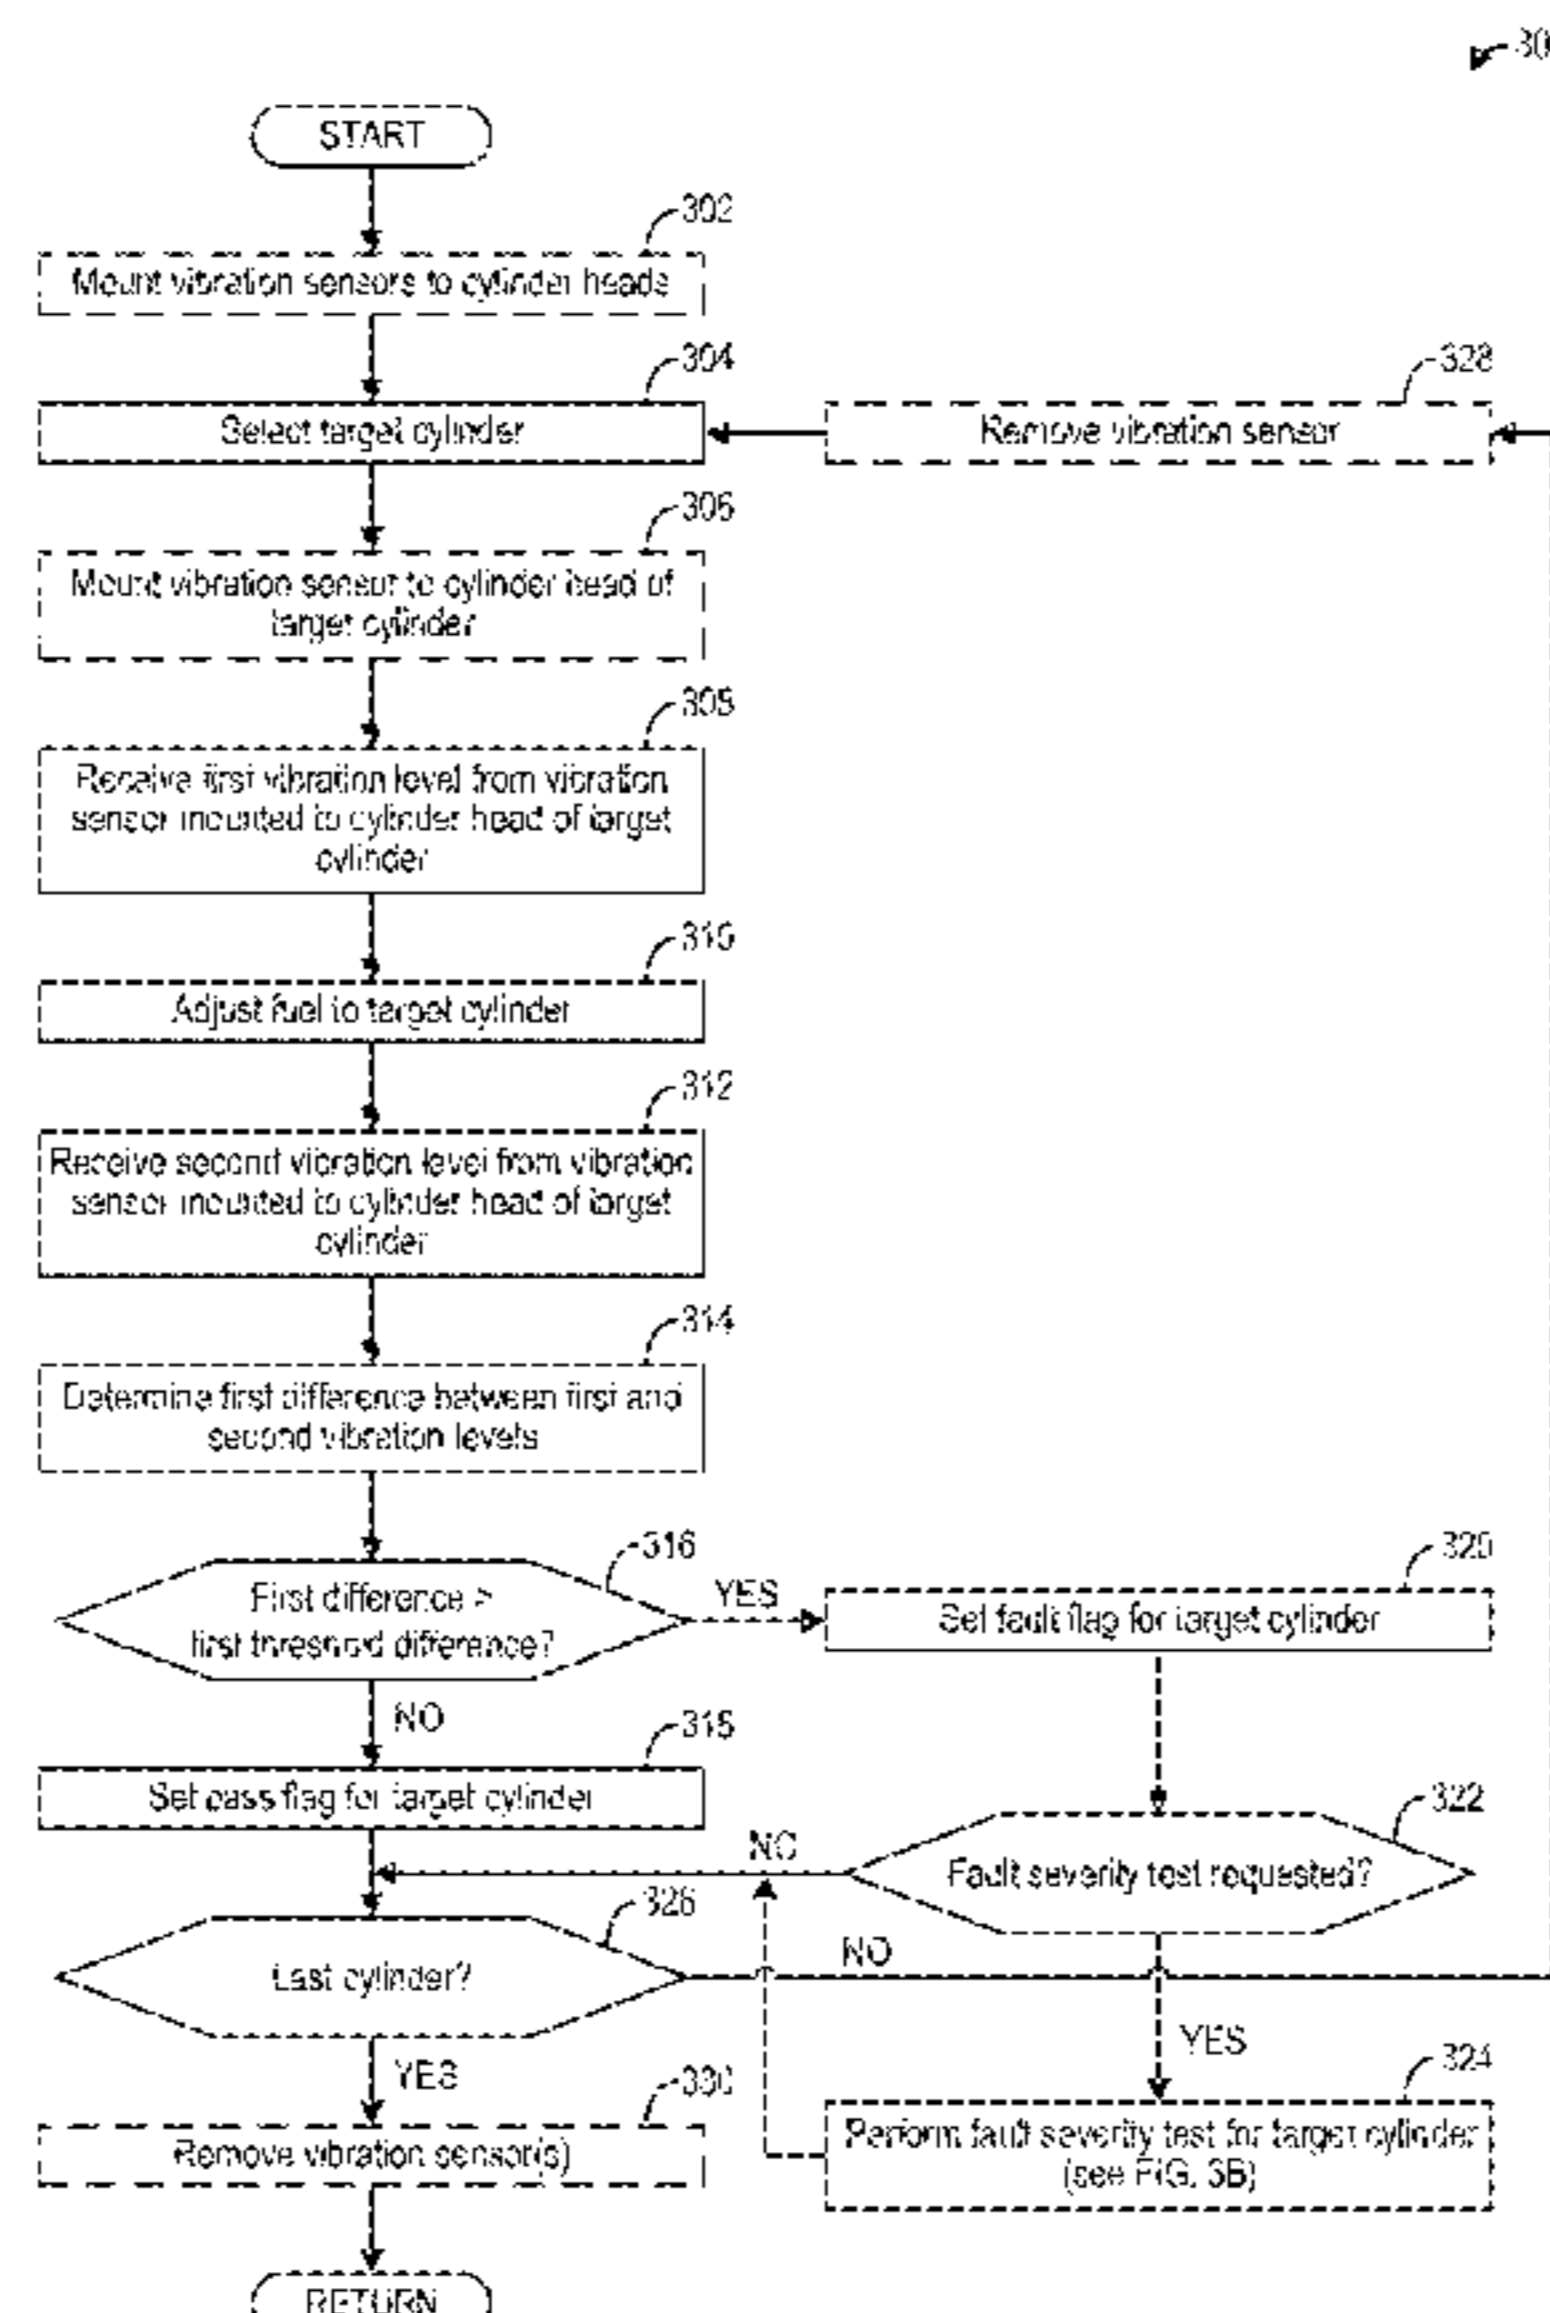 30
START
302
Mount vibration sensors to cylinder heads
304
Select target cylinder
328
Remove vibration sensor
306
Mount vibration sensor to cylinder head of
target cylinder
308
Receive first vibration level from vibration
sensor mounted to cylinder head of target
cylinder
310
Adjust fuel to target cylinder
312
Receive second vibration level from vibration
sensor mounted to cylinder head of target
cylinder
314
Determine first difference between first and
second vibration levels
316
First difference >
first threshold difference?
YES
320
Set fault flag for target cylinder
NO
318
Set pass flag for target cylinder
322
Fault severity test requested?
NO
326
Last cylinder?
NO
YES
YES
324
Perform fault severity test for target cylinder
(see FIG. 3B)
330
Remove vibration sensor(s)
RETURN